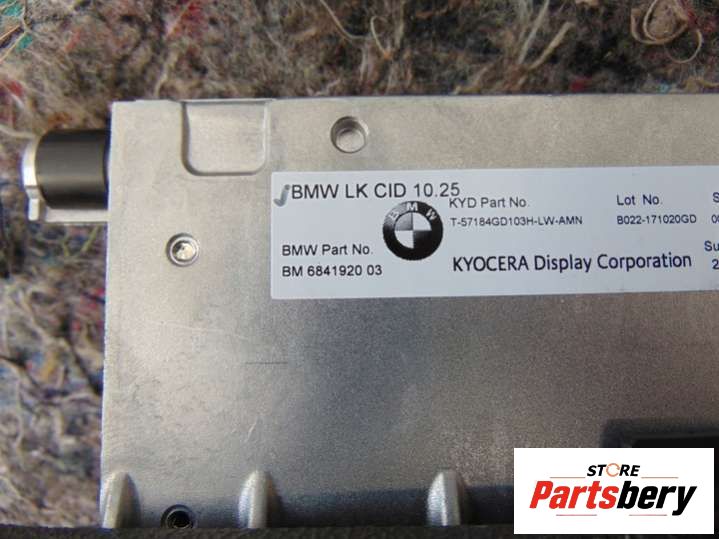 BMW LK CID 10.25
KYD Part No.
Lot No.
T-57184GD103H-LW-AMN
B022-171020GD
BMW
BMW Part No.
BM 6841920 03
KYOCERA Display Corporation
STORE
Partsbery